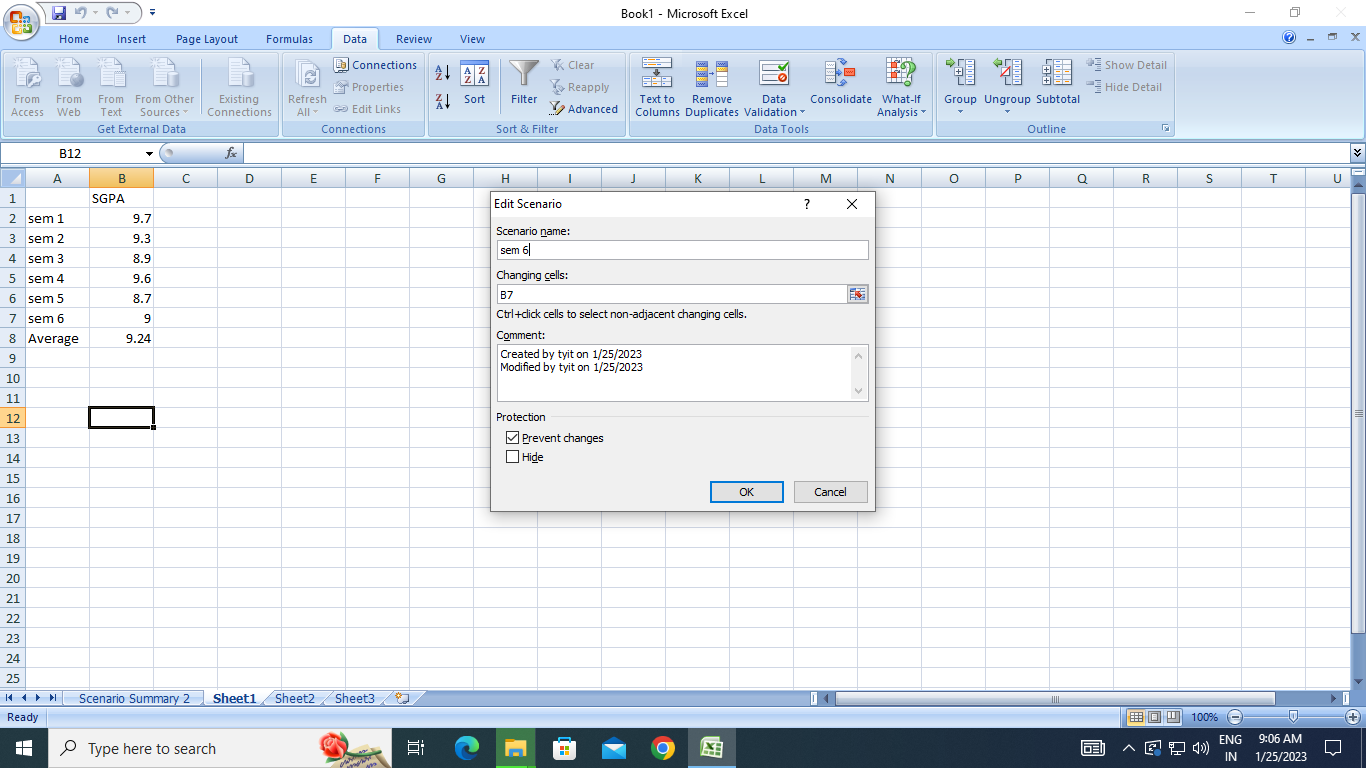 Book1 - Microsoft Excel
Home Insert Page Layout Formulas Data Review View
From Access
From Web
From Text
From Other Sources
Existing Connections
Get External Data
Refresh All
Connections
Properties
Edit Links
Connections
Sort
Filter
Clear
Reapply
Advanced
Sort & Filter
Text to Columns
Remove Duplicates
Data Validation
Consolidate
What-If Analysis
Data Tools
Group
Ungroup
Subtotal
Show Detail
Hide Detail
Outline
B12 fx
A B C D E F G H I J K L M N O P Q R S T U
1 SGPA
2 sem 1 9.7
3 sem 2 9.3
4 sem 3 8.9
5 sem 4 9.6
6 sem 5 8.7
7 sem 6 9
8 Average 9.24
9
10
11
12
13
14
15
16
17
18
19
20
21
22
23
24
25
Edit Scenario ?
Scenario name:
sem 6
Changing cells:
B7
Ctrl+click cells to select non-adjacent changing cells.
Comment:
Created by tyit on 1/25/2023
Modified by tyit on 1/25/2023
Protection
Prevent changes
Hide
OK Cancel
Scenario Summary 2 Sheet1 Sheet2 Sheet3
Ready 100%
Type here to search
ENG
IN
9:06 AM
1/25/2023